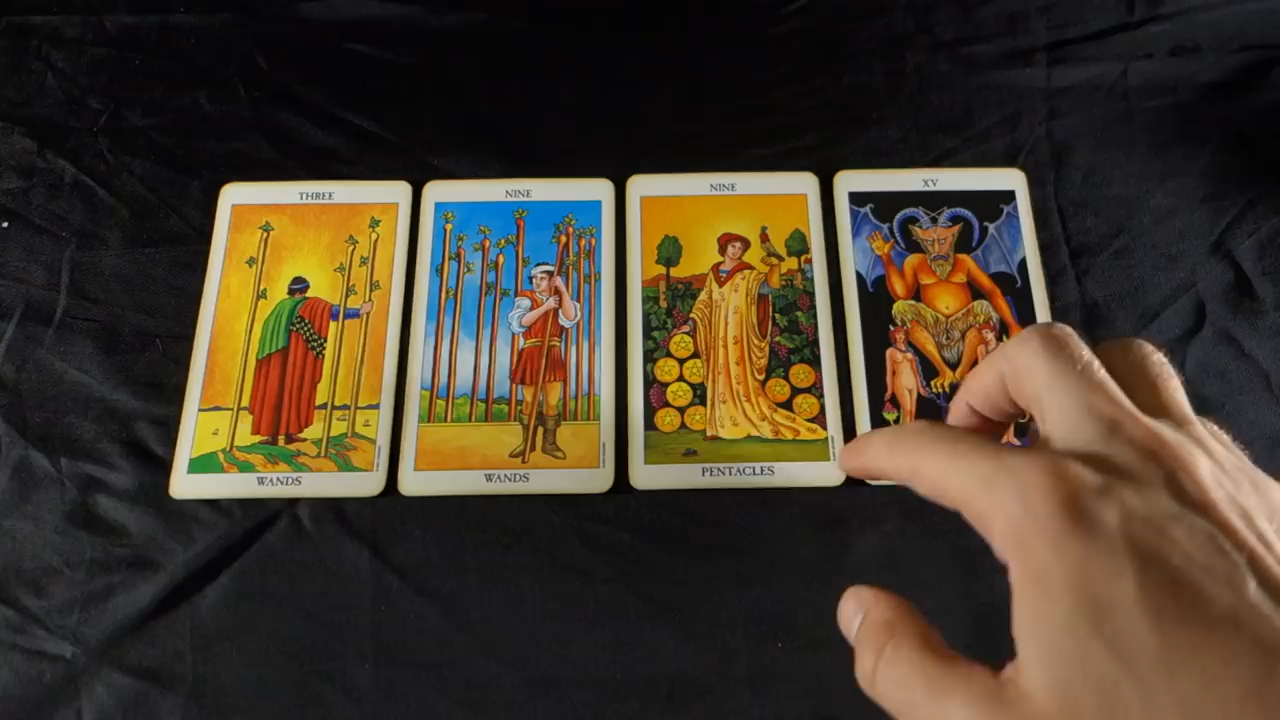 THREE
WANDS
NINE
WANDS
NINE
PENTACLES
XV